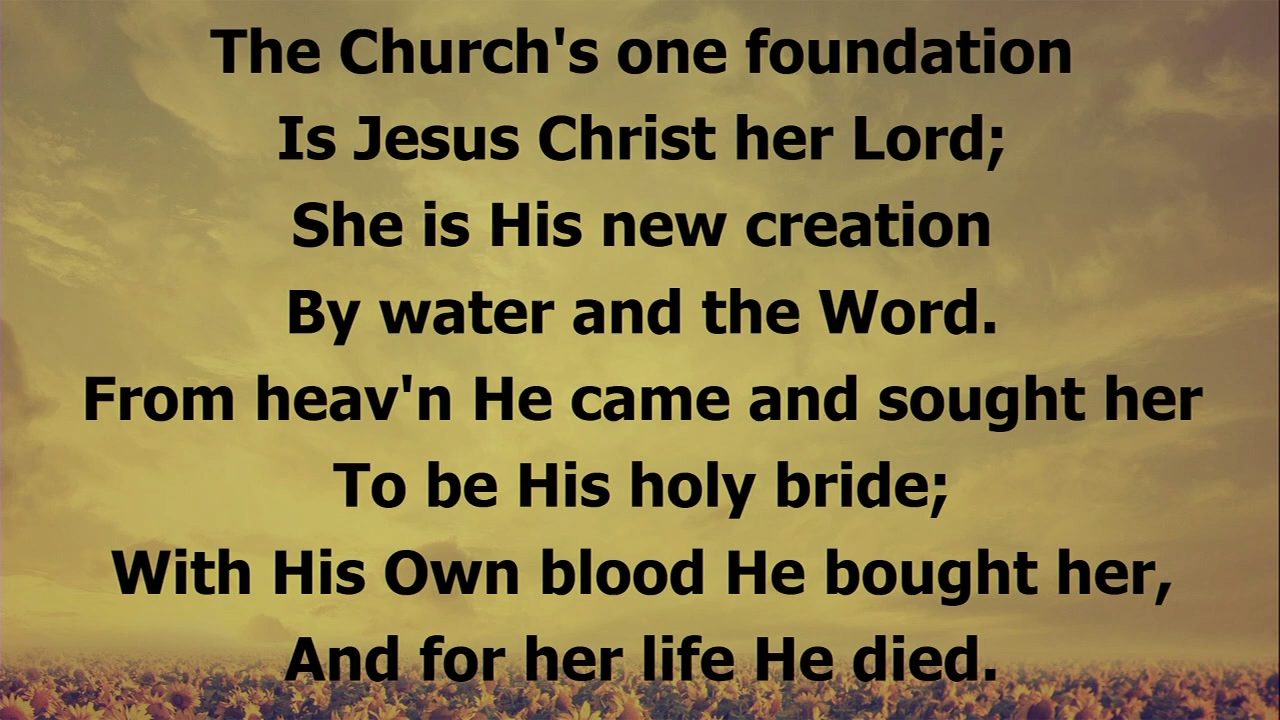 The Church's one foundation
Is Jesus Christ her Lord;
She is His new creation
By water and the Word.
From heav'n He came and sought her
To be His holy bride;
With His Own blood He bought her,
And for her life He died.